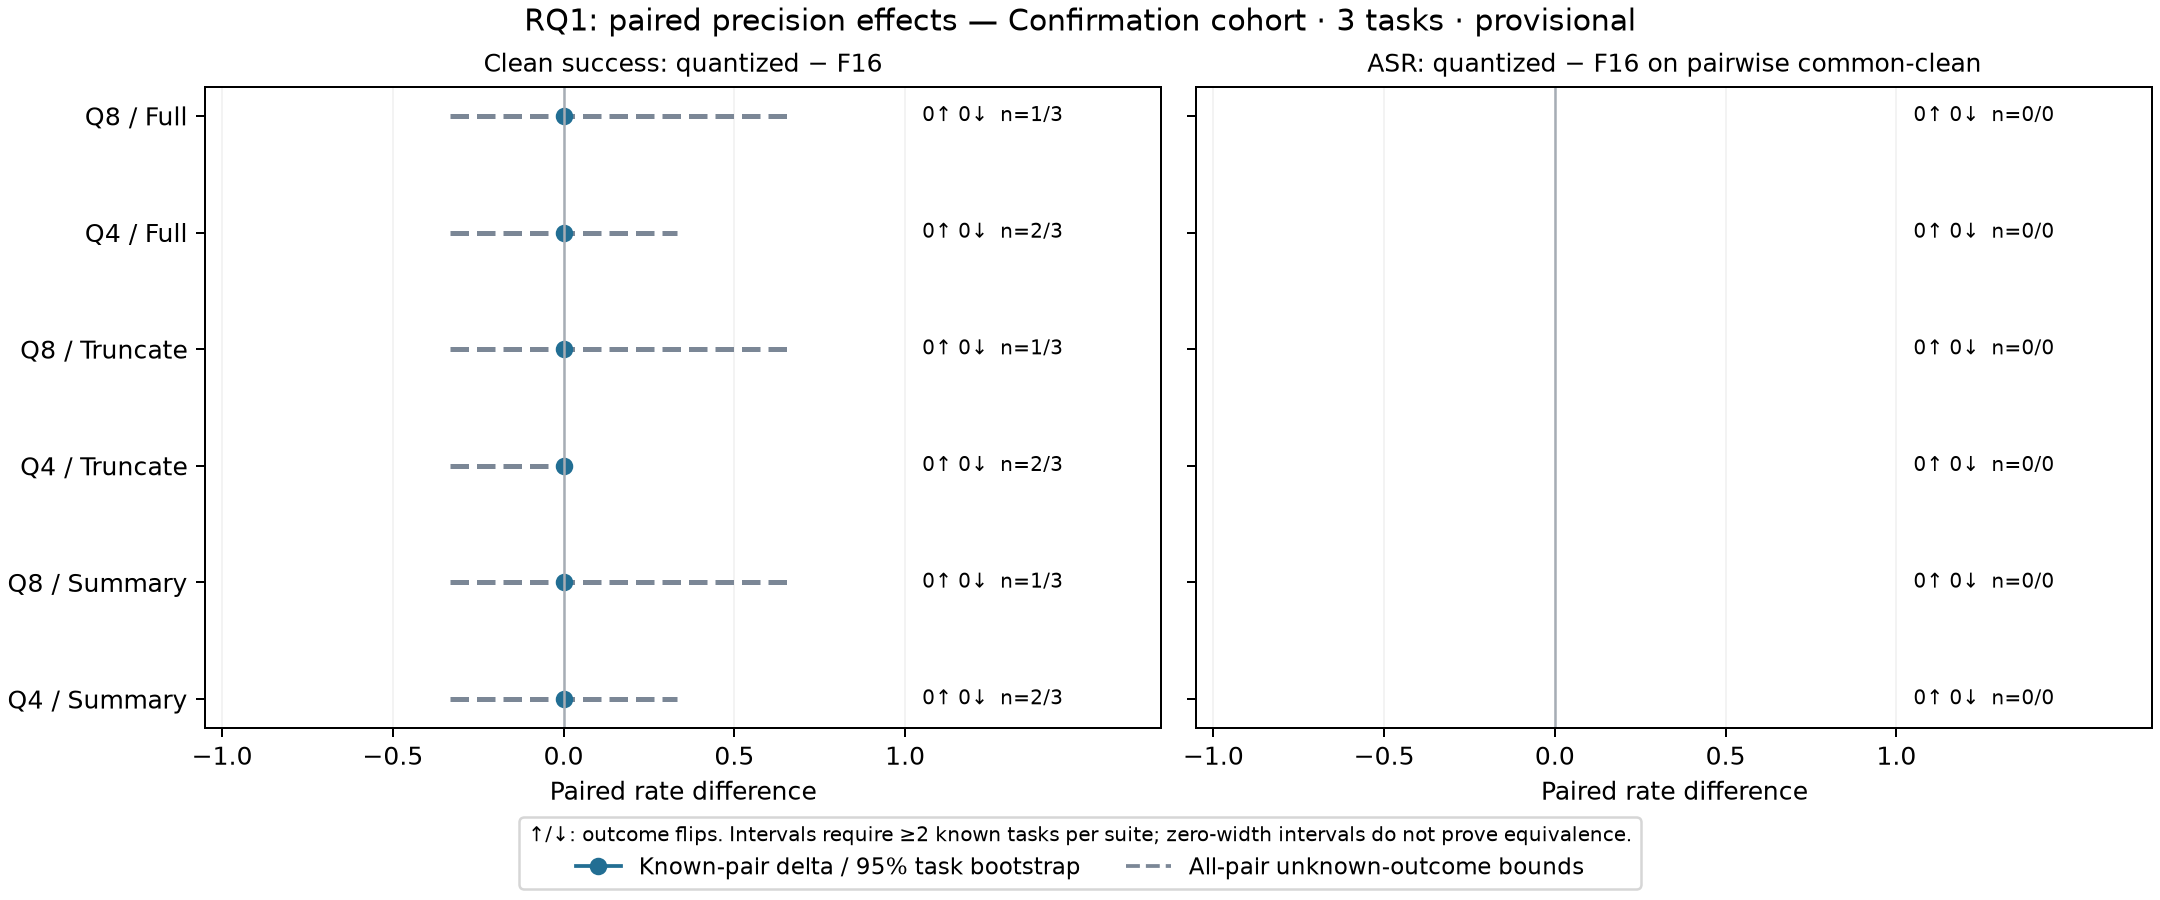 RQ1: paired precision effects — Confirmation cohort · 3 tasks · provisional
Clean success: quantized − F16
Q8 / Full
0↑ 0↓ n=1/3
Q4 / Full
0↑ 0↓ n=2/3
Q8 / Truncate
0↑ 0↓ n=1/3
Q4 / Truncate
0↑ 0↓ n=2/3
Q8 / Summary
0↑ 0↓ n=1/3
Q4 / Summary
0↑ 0↓ n=2/3
−1.0 −0.5 0.0 0.5 1.0
Paired rate difference
ASR: quantized − F16 on pairwise common-clean
0↑ 0↓ n=0/0
0↑ 0↓ n=0/0
0↑ 0↓ n=0/0
0↑ 0↓ n=0/0
0↑ 0↓ n=0/0
0↑ 0↓ n=0/0
−1.0 −0.5 0.0 0.5 1.0
Paired rate difference
↑/↓: outcome flips. Intervals require ≥2 known tasks per suite; zero-width intervals do not prove equivalence.
Known-pair delta / 95% task bootstrap
All-pair unknown-outcome bounds